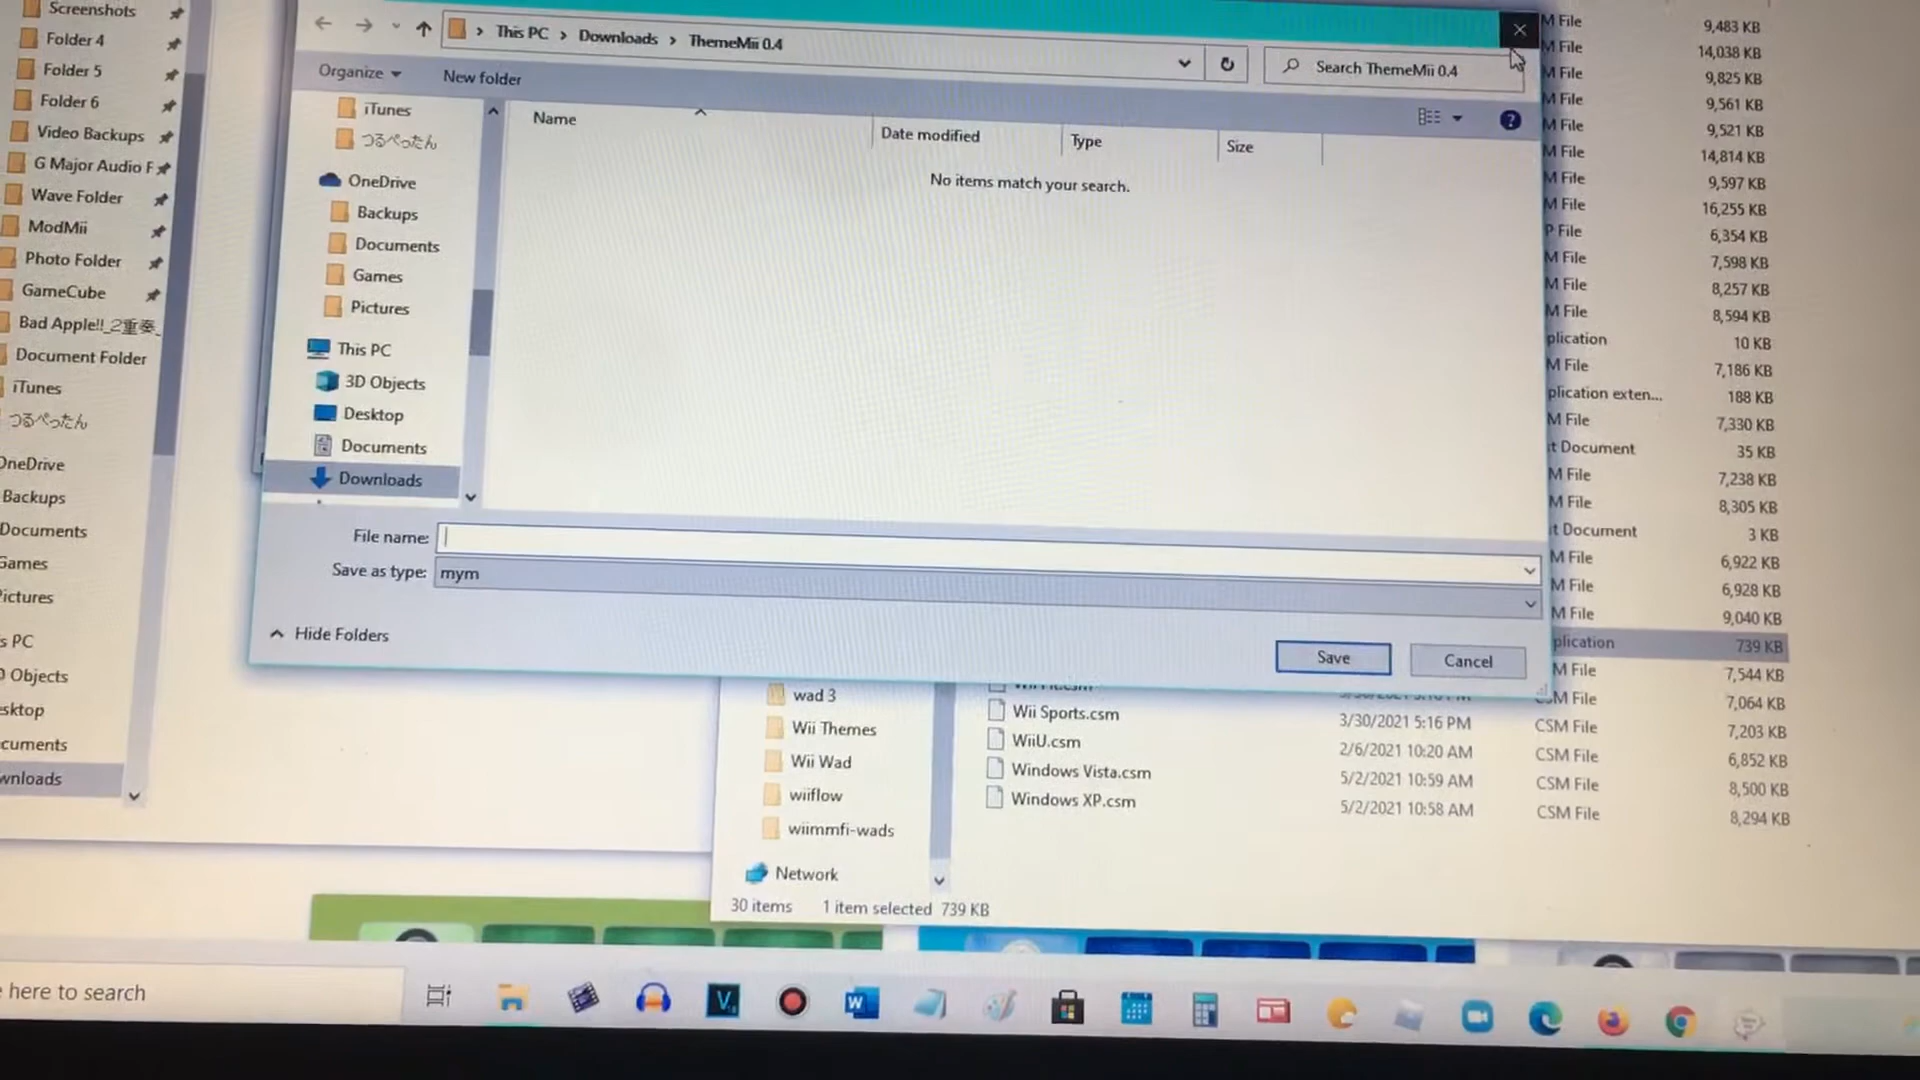 Screenshots
Folder 4
Folder 5
Folder 6
Video Backups
G Major Audio F
Wave Folder
ModMii
Photo Folder
GameCube
Bad Apple!!_2重奏_
Document Folder
iTunes
つるぺったん
OneDrive
Backups
Documents
Games
Pictures
s PC
D Objects
sktop
cuments
wnloads
This PC > Downloads > ThemeMii 0.4
Search ThemeMii 0.4
Organize
New folder
iTunes
つるぺったん
OneDrive
Backups
Documents
Games
Pictures
This PC
3D Objects
Desktop
Documents
Downloads
Name
Date modified
Type
Size
No items match your search.
File name:
Save as type: mym
Hide Folders
Save
Cancel
M File 9,483 KB
M File 14,038 KB
M File 9,825 KB
M File 9,561 KB
M File 9,521 KB
M File 14,814 KB
M File 9,597 KB
M File 16,255 KB
P File 6,354 KB
M File 7,598 KB
M File 8,257 KB
M File 8,594 KB
plication 10 KB
M File 7,186 KB
plication exten... 188 KB
M File 7,330 KB
t Document 35 KB
M File 7,238 KB
M File 8,305 KB
t Document 3 KB
M File 6,922 KB
M File 6,928 KB
M File 9,040 KB
plication 739 KB
M File 7,544 KB
CSM File 7,064 KB
wad 3
Wii Themes
Wii Wad
wiiflow
wiimmfi-wads
Network
Wii Sports.csm 3/30/2021 5:16 PM CSM File 7,203 KB
WiiU.csm 2/6/2021 10:20 AM CSM File 6,852 KB
Windows Vista.csm 5/2/2021 10:59 AM CSM File 8,500 KB
Windows XP.csm 5/2/2021 10:58 AM CSM File 8,294 KB
30 items 1 item selected 739 KB
here to search